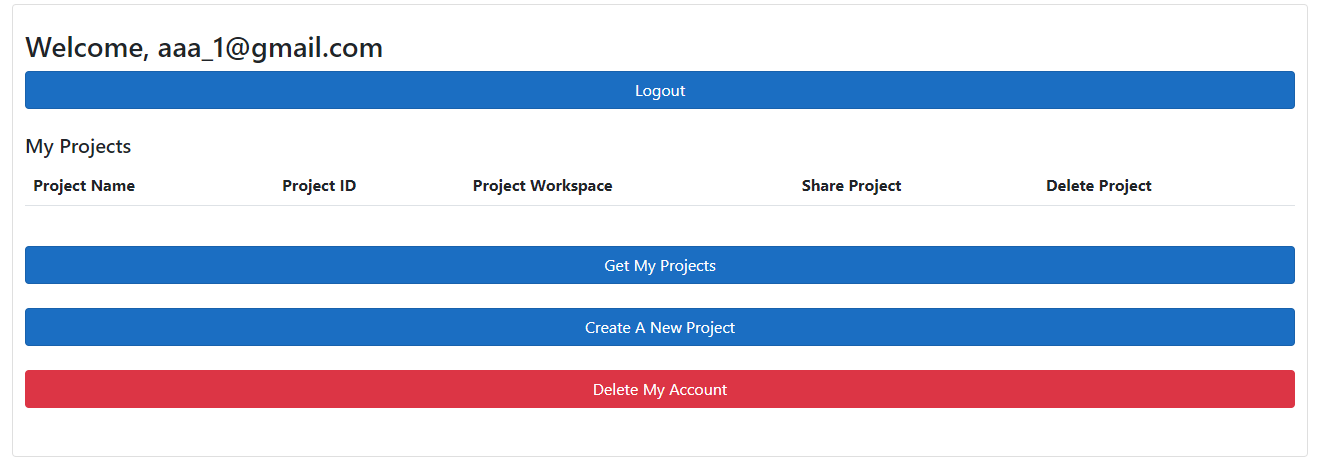 Welcome, aaa_1@gmail.com
Logout
My Projects
Project Name Project ID Project Workspace Share Project Delete Project
Get My Projects
Create A New Project
Delete My Account